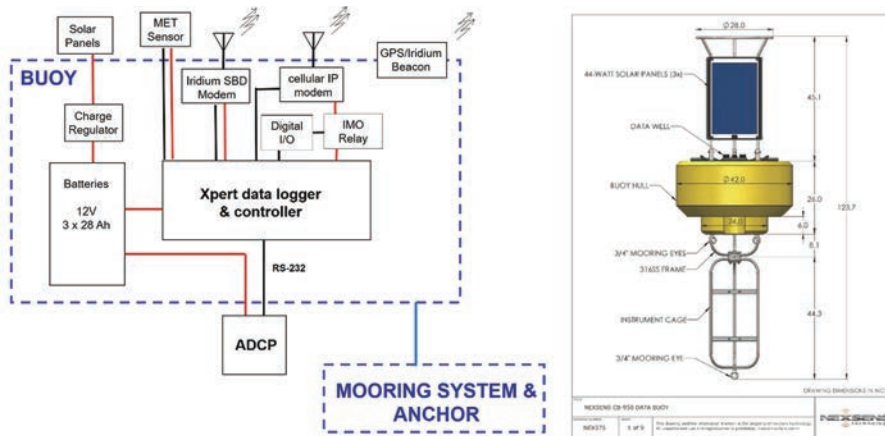 Solar
Panels
MET
Sensor
GPS/Iridium
Beacon
BUOY
Iridium SBD
Modem
cellular IP
modem
Charge
Regulator
Digital
I/O
IMO
Relay
Batteries
12V
3 x 28 Ah
Xpert data logger
& controller
RS-232
ADCP
MOORING SYSTEM &
ANCHOR
Ø28.0
44-WATT SOLAR PANELS (3x)
45.1
DATA WELL
BUOY HULL
Ø42.0
26.0
123.7
24.0
6.0
8.1
3/4" MOORING EYES
316SS FRAME
INSTRUMENT CAGE
44.3
3/4" MOORING EYE
DRAWING DIMENSIONS IN INC
NEXSENS CB-950 DATA BUOY
1 of 9
NEXSENS